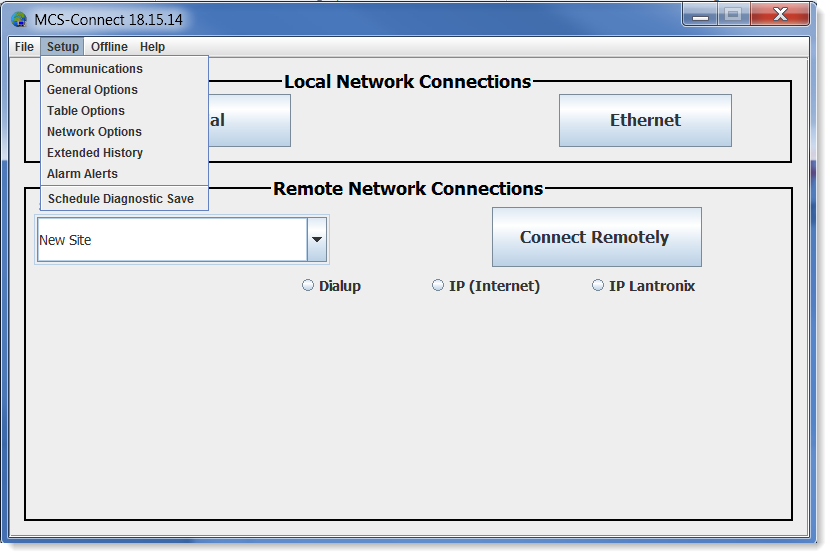 MCS-Connect 18.15.14
File Setup Offline Help
Communications
General Options
Table Options
Network Options
Extended History
Alarm Alerts
Schedule Diagnostic Save
Local Network Connections
al
Ethernet
Remote Network Connections
New Site
Connect Remotely
Dialup
IP (Internet)
IP Lantronix